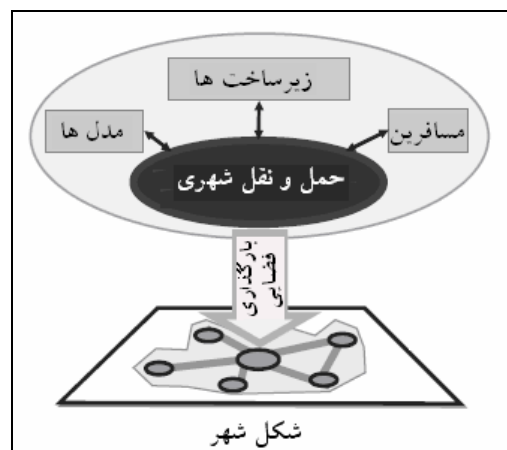 زیرساخت ها
مسافرین
مدل ها
حمل و نقل شهری
بارگذاری
فضایی
شکل شهر